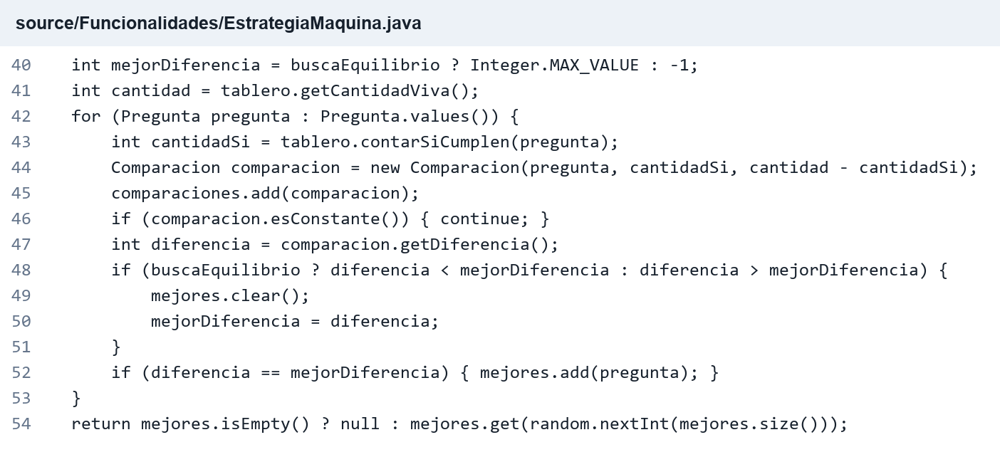 source/Funcionalidades/EstrategiaMaquina.java
40    int mejorDiferencia = buscaEquilibrio ? Integer.MAX_VALUE : -1;
41    int cantidad = tablero.getCantidadViva();
42    for (Pregunta pregunta : Pregunta.values()) {
43        int cantidadSi = tablero.contarSiCumplen(pregunta);
44        Comparacion comparacion = new Comparacion(pregunta, cantidadSi, cantidad - cantidadSi);
45        comparaciones.add(comparacion);
46        if (comparacion.esConstante()) { continue; }
47        int diferencia = comparacion.getDiferencia();
48        if (buscaEquilibrio ? diferencia < mejorDiferencia : diferencia > mejorDiferencia) {
49            mejores.clear();
50            mejorDiferencia = diferencia;
51        }
52        if (diferencia == mejorDiferencia) { mejores.add(pregunta); }
53    }
54    return mejores.isEmpty() ? null : mejores.get(random.nextInt(mejores.size()));